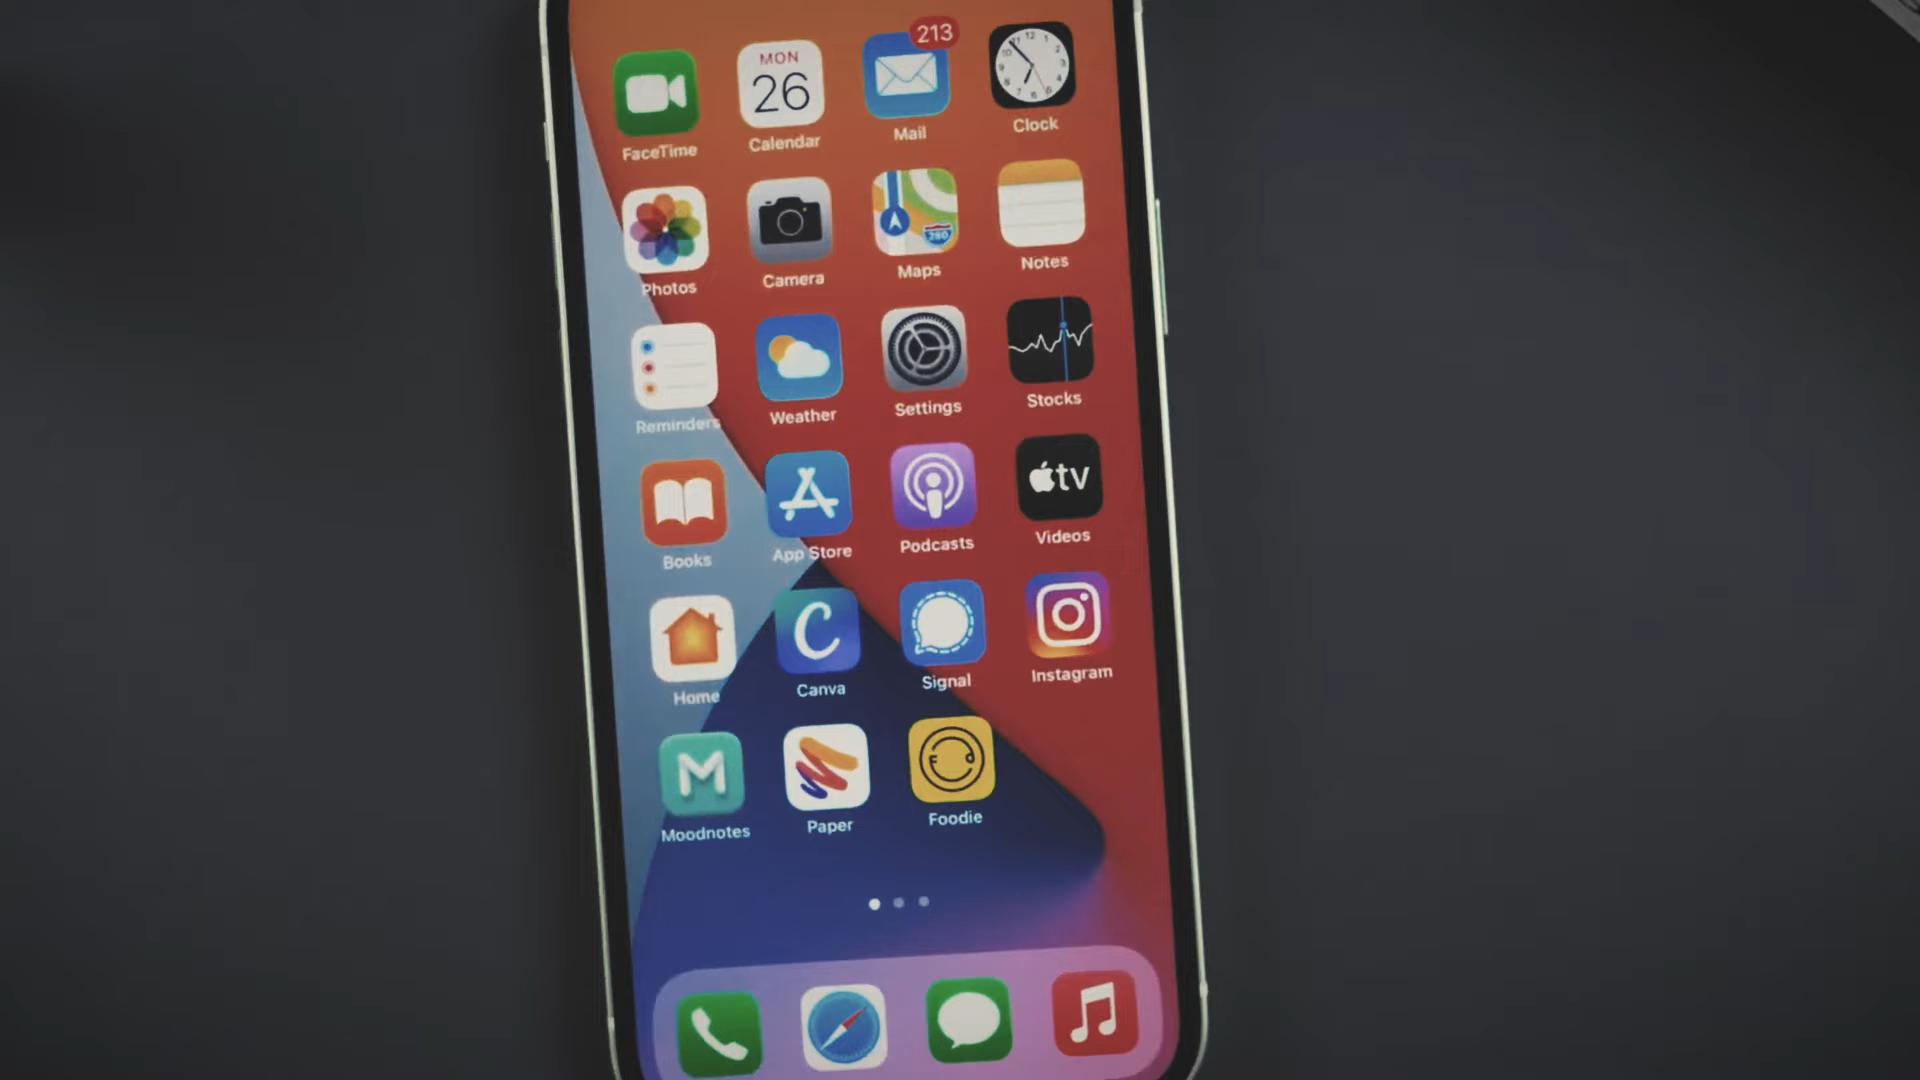 213
MON
26
FaceTime
Calendar
Mail
Clock
280
Photos
Camera
Maps
Notes
Reminders
Weather
Settings
Stocks
tv
Books
App Store
Podcasts
Videos
C
Home
Canva
Signal
Instagram
M
Moodnotes
Paper
Foodie